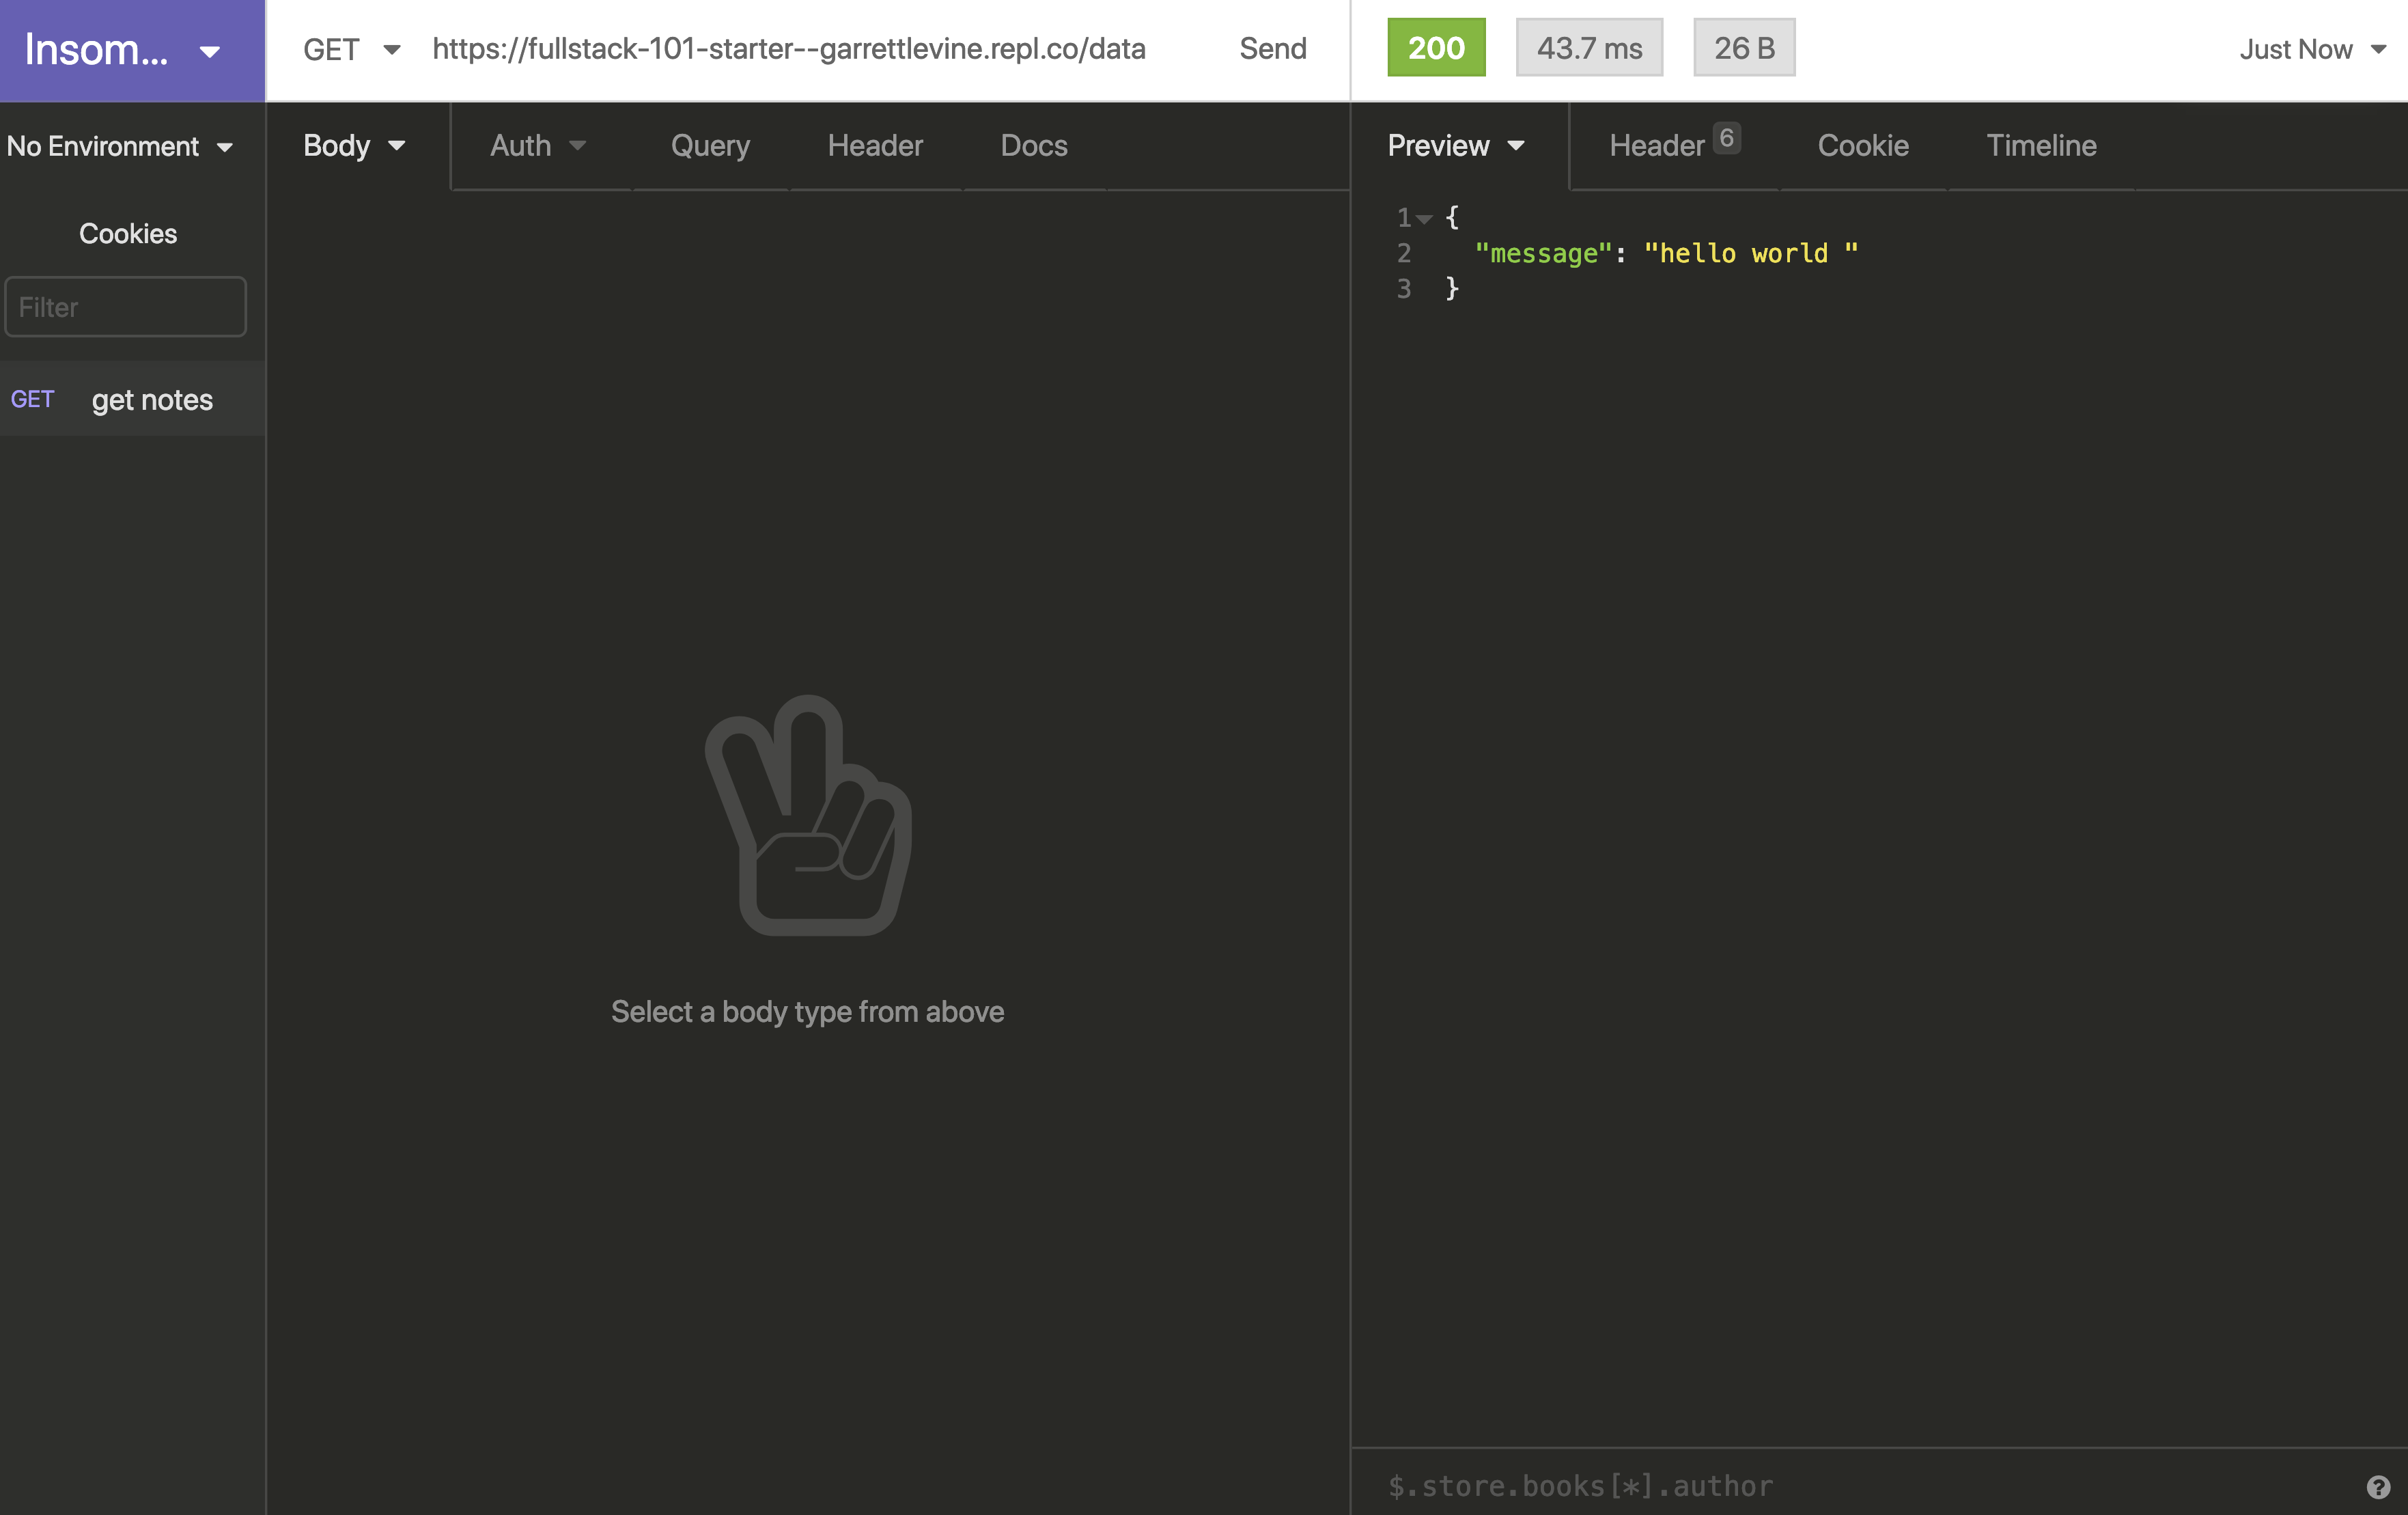 Insom...
GET https://fullstack-101-starter--garrettlevine.repl.co/data Send
200 43.7 ms 26 B Just Now
No Environment
Cookies
Filter
GET get notes
Body Auth Query Header Docs
Select a body type from above
Preview Header 6 Cookie Timeline
1 {
2 "message": "hello world "
3 }
$.store.books[*].author
?